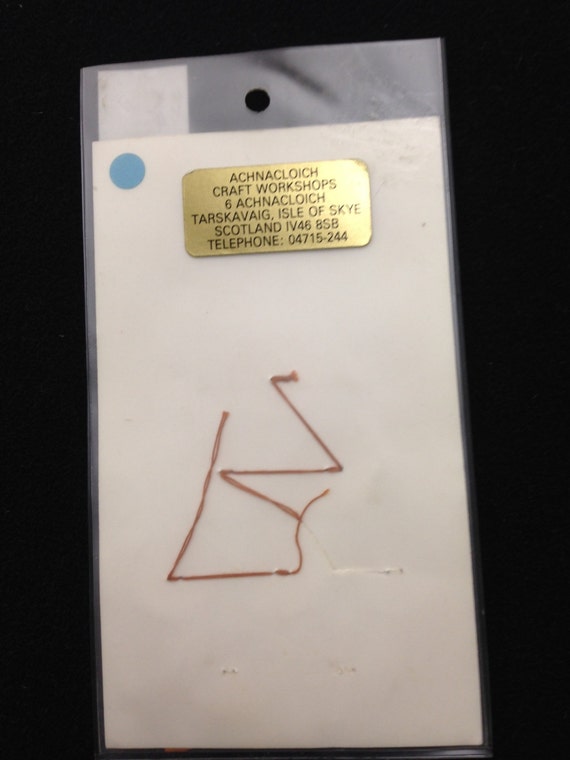 ACHNACLOICH
CRAFT WORKSHOPS
6 ACHNACLOICH
TARSKAVAIG, ISLE OF SKYE
SCOTLAND IV46 8SB
TELEPHONE: 04715-244